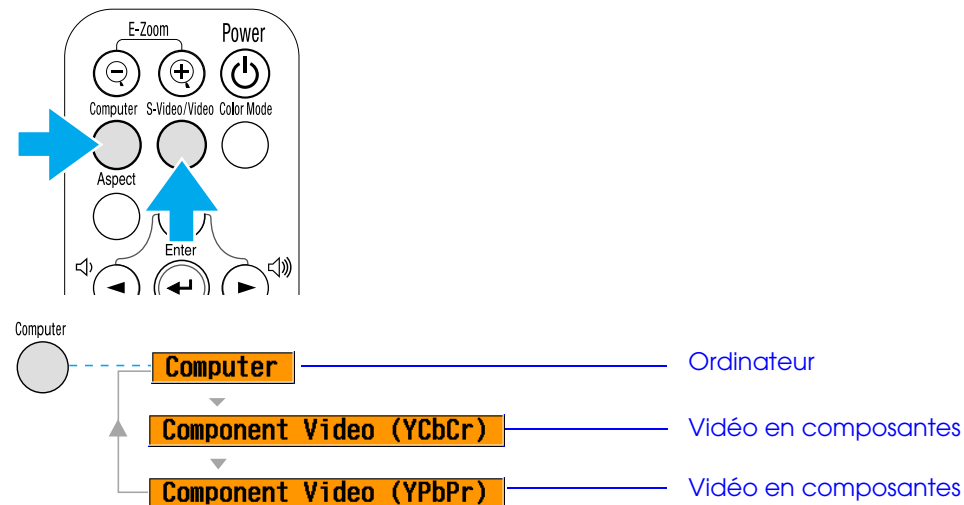 E-Zoom Power
Computer S-Video/Video Color Mode
Aspect
Enter
Computer
Computer Ordinateur
Component Video (YCbCr) Vidéo en composantes
Component Video (YPbPr) Vidéo en composantes